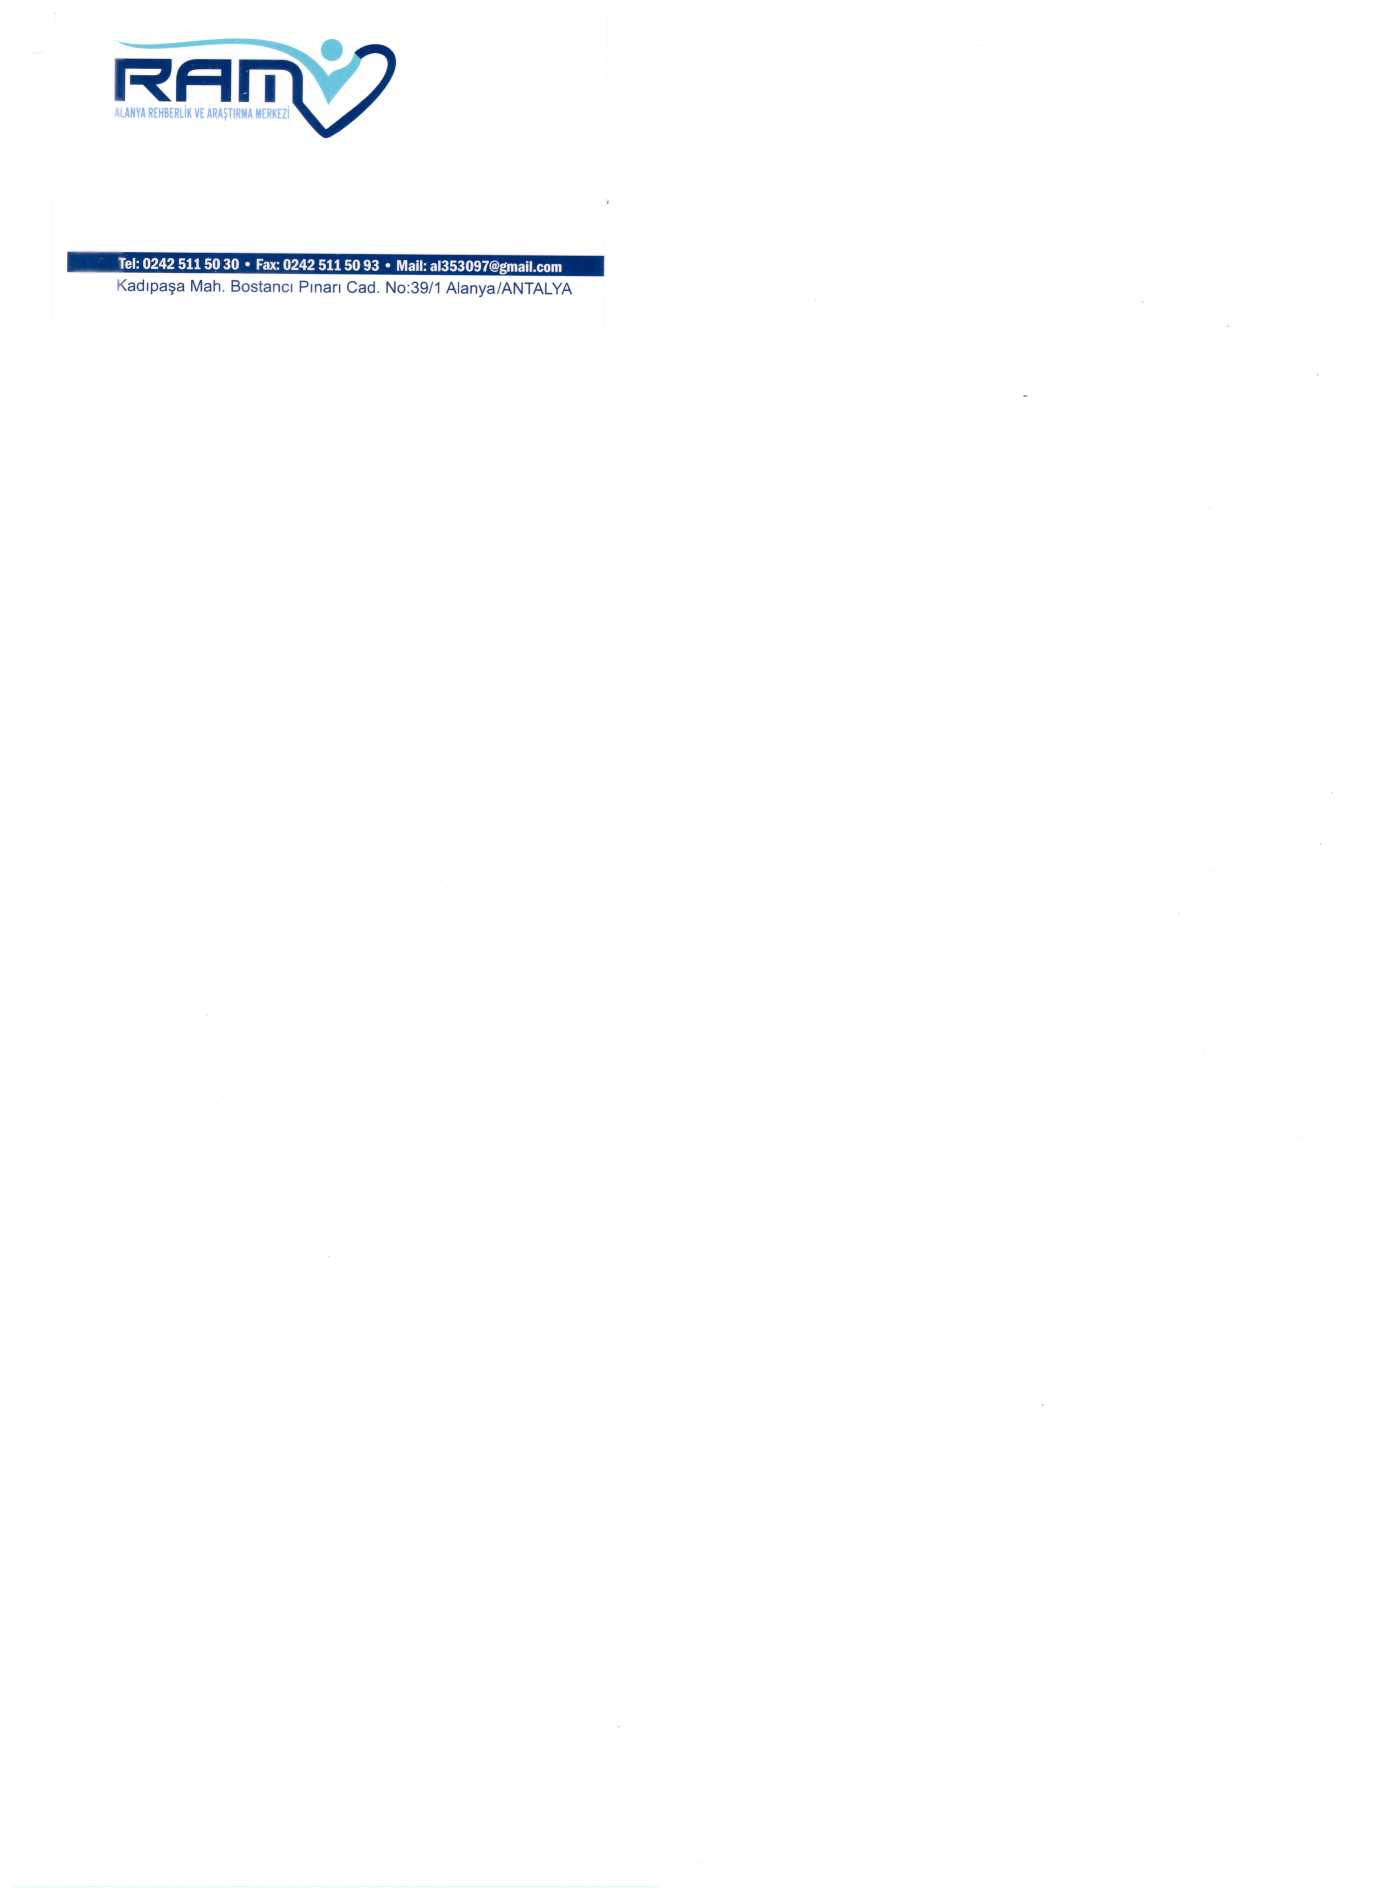 RAM
ALANYA REHBERLİK VE ARAŞTIRMA MERKEZİ
Tel: 0242 511 50 30 • Fax: 0242 511 50 93 • Mail: al353097@gmail.com
Kadıpaşa Mah. Bostancı Pınarı Cad. No:39/1 Alanya/ANTALYA